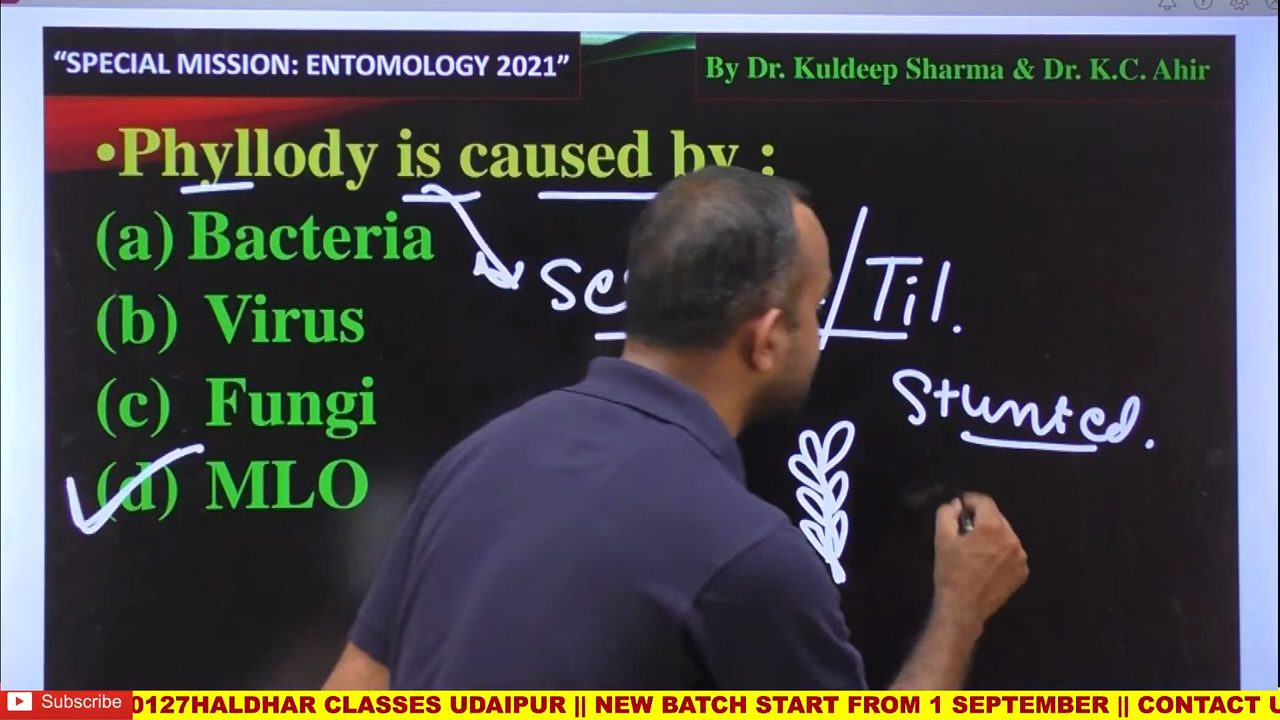 “SPECIAL MISSION: ENTOMOLOGY 2021”
By Dr. Kuldeep Sharma & Dr. K.C. Ahir
•Phyllody is caused by :
(a) Bacteria
/Til.
(b) Virus
Stunted.
(c) Fungi
(d) MLO
Subscribe
0127HALDHAR CLASSES UDAIPUR || NEW BATCH START FROM 1 SEPTEMBER || CONTACT U